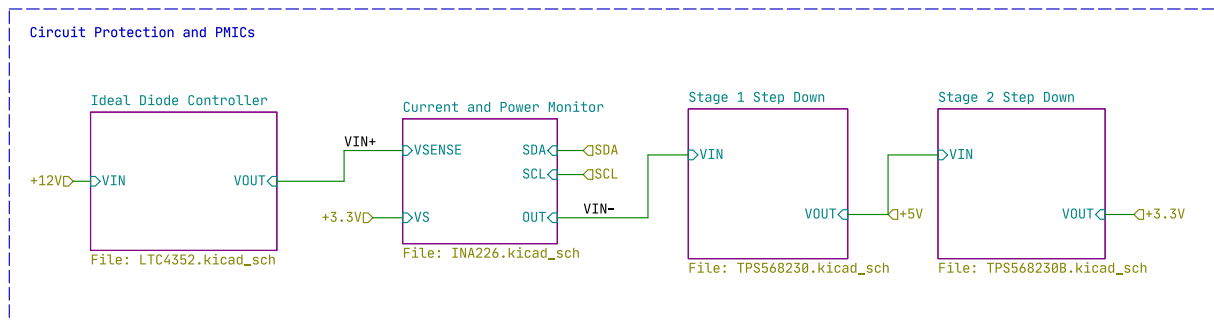 Circuit Protection and PMICs
Ideal Diode Controller
+12V
VIN
VOUT
File: LTC4352.kicad_sch
VIN+
Current and Power Monitor
VSENSE
SDA
SDA
SCL
SCL
+3.3V
VS
OUT
VIN-
File: INA226.kicad_sch
Stage 1 Step Down
VIN
VOUT
+5V
File: TPS568230.kicad_sch
Stage 2 Step Down
VIN
VOUT
+3.3V
File: TPS568230B.kicad_sch